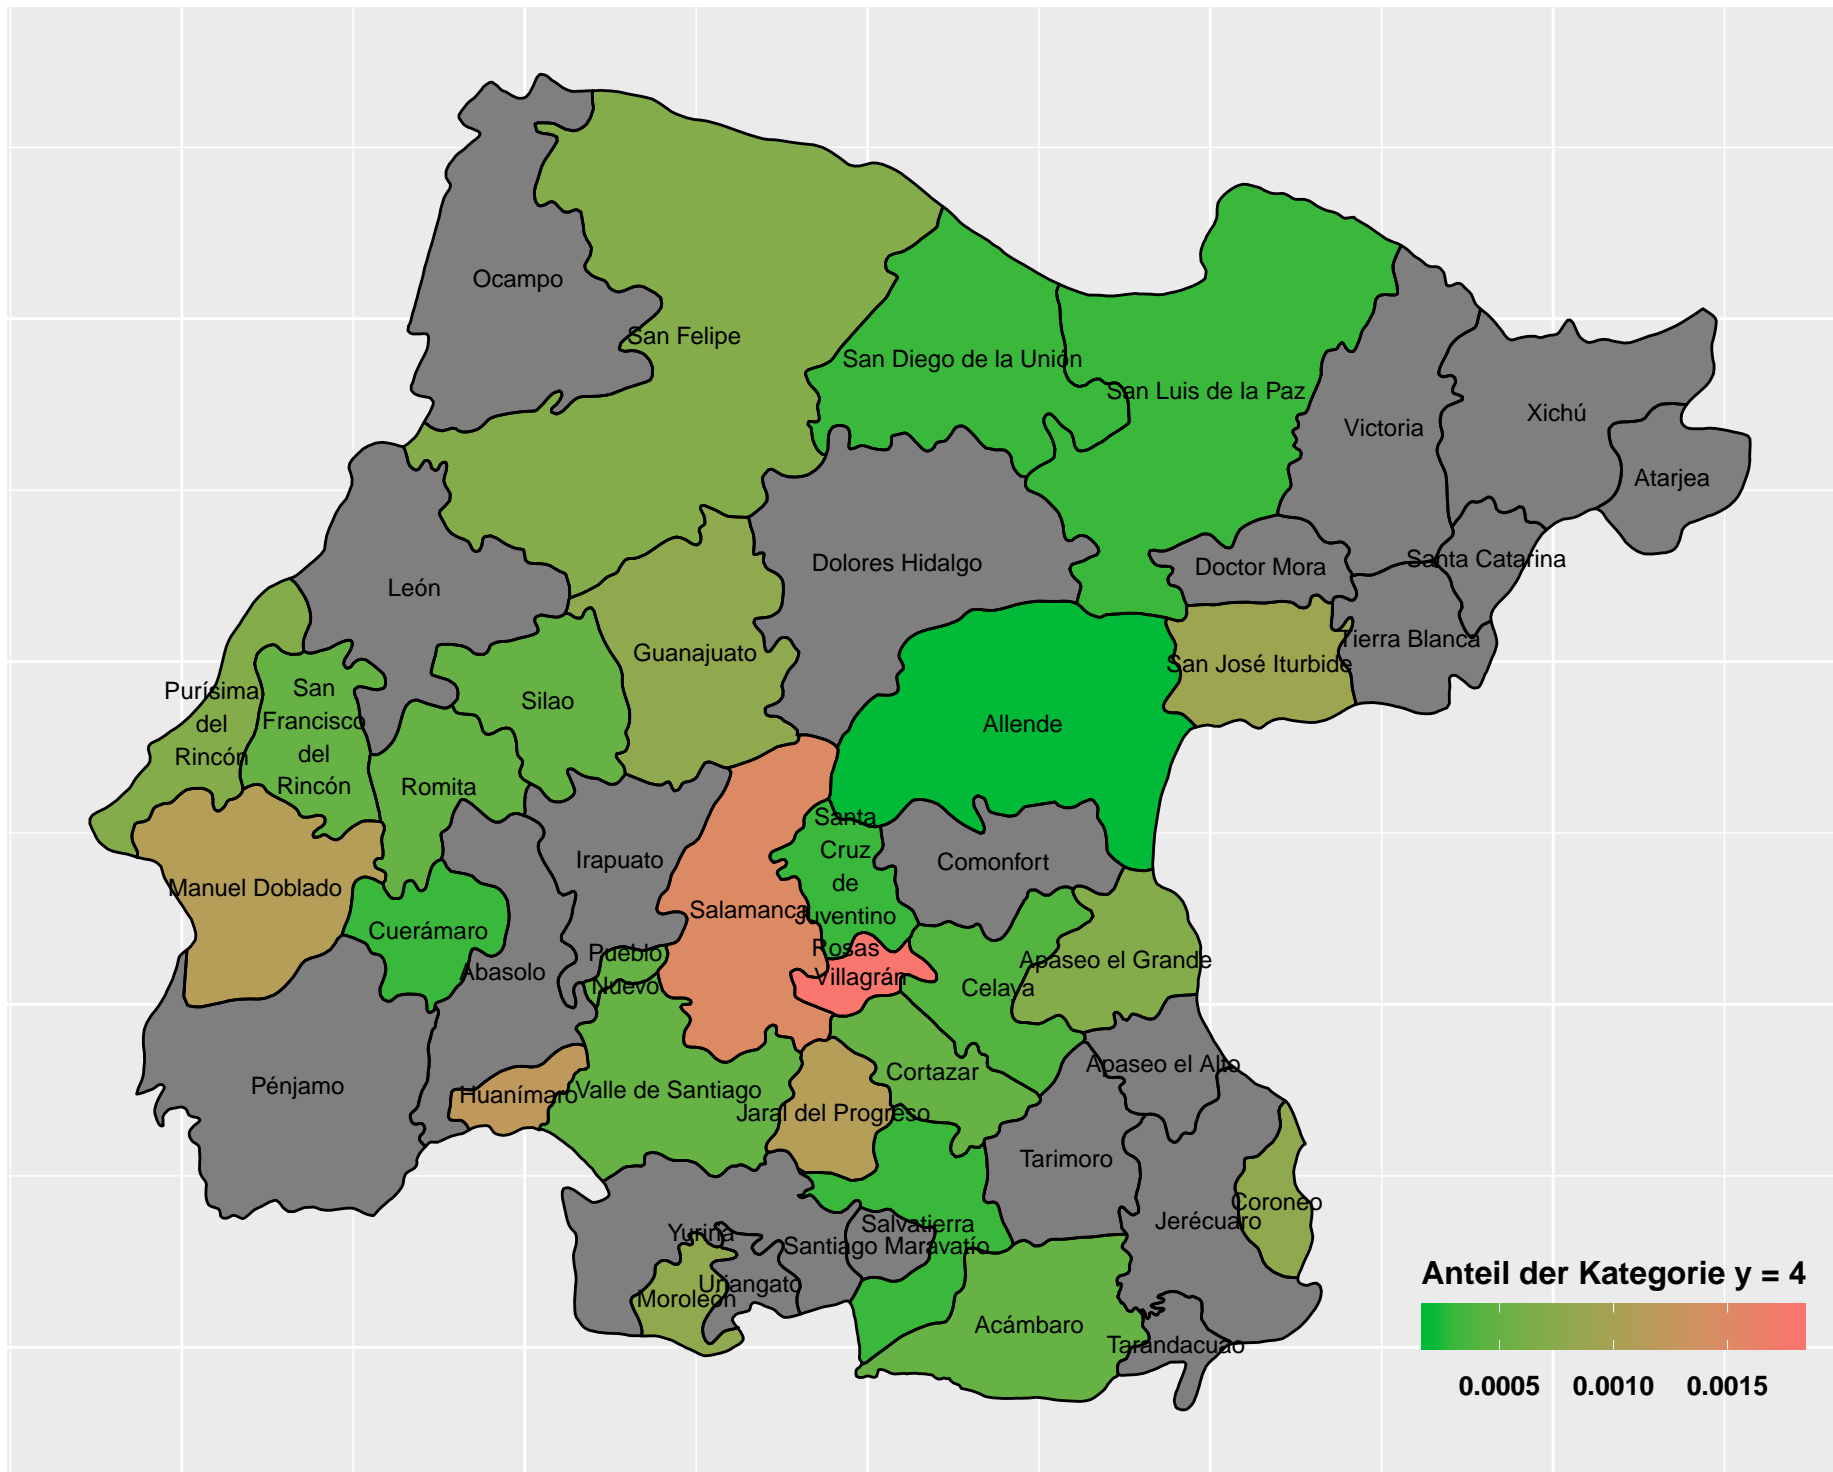 Ocampo
San Felipe
San Diego de la Unión
San Luis de la Paz
Victoria
Xichú
Atarjea
Dolores Hidalgo
Doctor Mora
Santa Catarina
León
Tierra Blanca
Guanajuato
San José Iturbide
Purísima
del
Rincón
San
Francisco
del
Rincón
Silao
Allende
Romita
Santa
Cruz
de
Juventino
Rosas
Irapuato
Comonfort
Manuel Doblado
Salamanca
Cuerámaro
Abasolo
Pueblo
Nuevo
Villagrán
Celaya
Apaseo el Grande
Apaseo el Alto
Cortazar
Pénjamo
Huanímaro
Valle de Santiago
Jaral del Progreso
Tarimoro
Coroneo
Jerécuaro
Salvatierra
Yuriria
Santiago Maravatío
Uriangato
Moroleón
Acámbaro
Tarandacuao
Anteil der Kategorie y = 4
0.0005 0.0010 0.0015